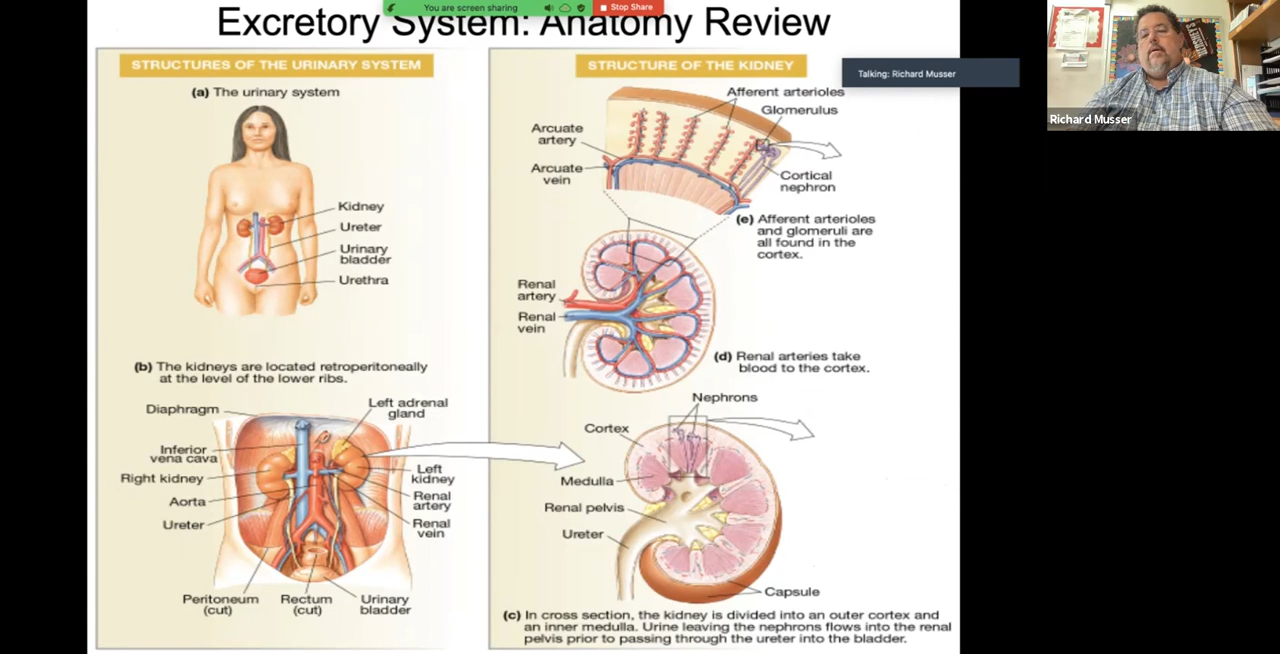 You are screen sharing
Stop Share
Excretory System: Anatomy Review
Talking: Richard Musser
Richard Musser
STRUCTURES OF THE URINARY SYSTEM
(a) The urinary system
Kidney
Ureter
Urinary
bladder
Urethra
(b) The kidneys are located retroperitoneally
at the level of the lower ribs.
Diaphragm
Left adrenal
gland
Inferior
vena cava
Right kidney
Aorta
Ureter
Left
kidney
Renal
artery
Renal
vein
Peritoneum
(cut)
Rectum
(cut)
Urinary
bladder
STRUCTURE OF THE KIDNEY
Afferent arterioles
Glomerulus
Arcuate
artery
Arcuate
vein
Cortical
nephron
(e) Afferent arterioles
and glomeruli are
all found in the
cortex.
Renal
artery
Renal
vein
(d) Renal arteries take
blood to the cortex.
Nephrons
Cortex
Medulla
Renal pelvis
Ureter
Capsule
(c) In cross section, the kidney is divided into an outer cortex and
an inner medulla. Urine leaving the nephrons flows into the renal
pelvis prior to passing through the ureter into the bladder.